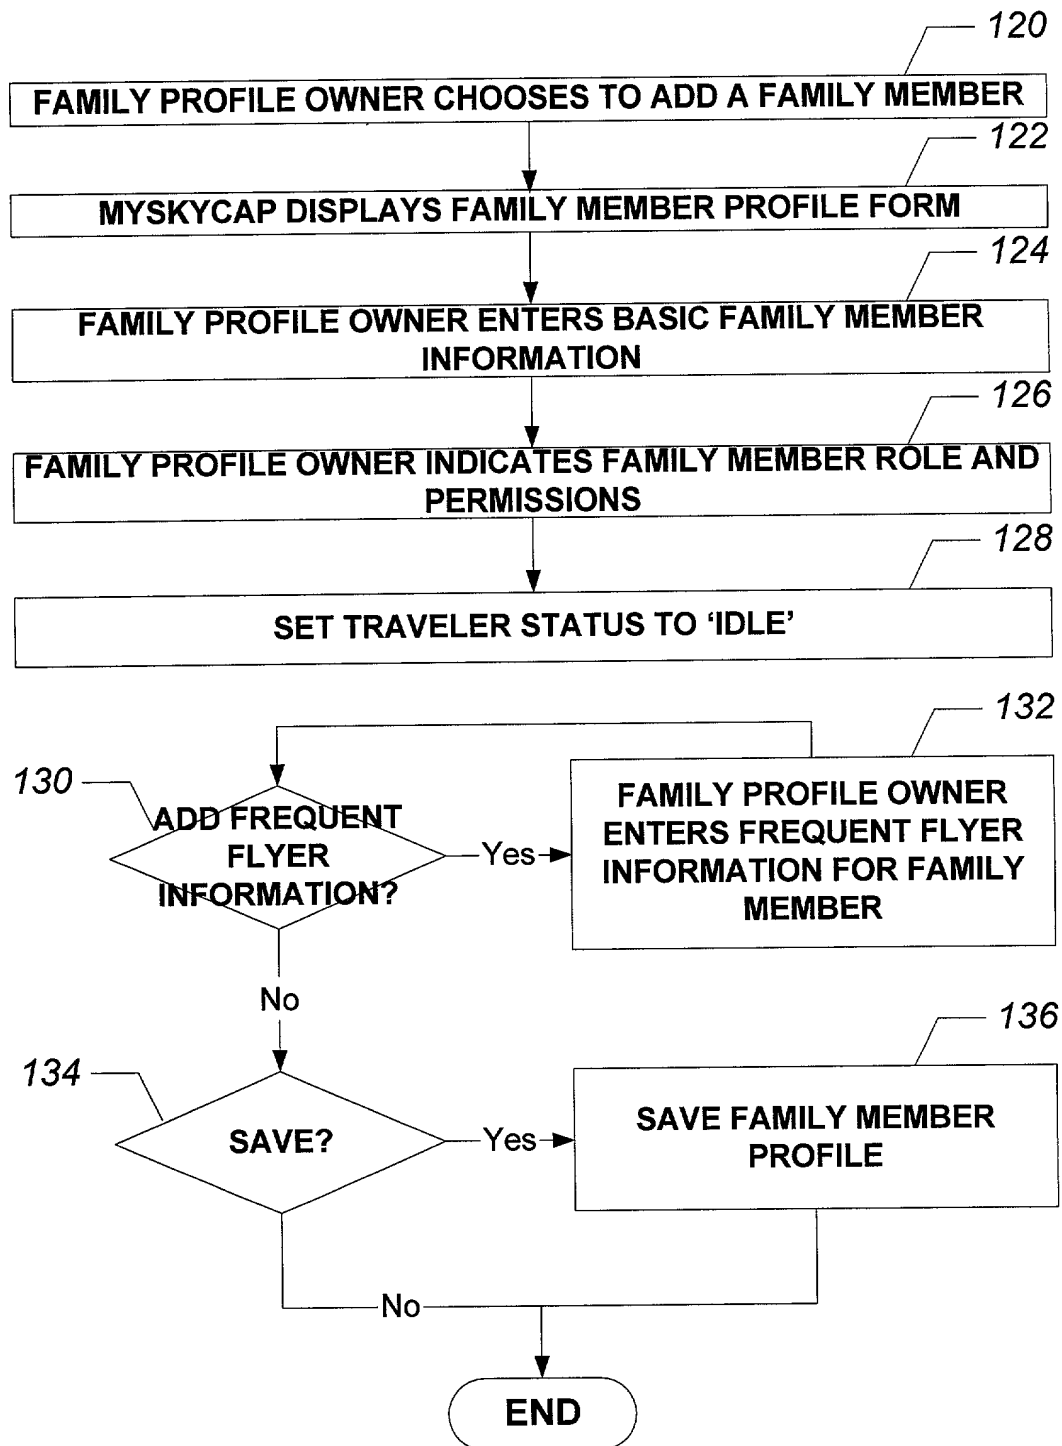 120
FAMILY PROFILE OWNER CHOOSES TO ADD A FAMILY MEMBER
122
MYSKYCAP DISPLAYS FAMILY MEMBER PROFILE FORM
124
FAMILY PROFILE OWNER ENTERS BASIC FAMILY MEMBER
INFORMATION
126
FAMILY PROFILE OWNER INDICATES FAMILY MEMBER ROLE AND
PERMISSIONS
128
SET TRAVELER STATUS TO ‘IDLE’
130
ADD FREQUENT
FLYER
INFORMATION?
Yes
132
FAMILY PROFILE OWNER
ENTERS FREQUENT FLYER
INFORMATION FOR FAMILY
MEMBER
No
134
SAVE?
Yes
136
SAVE FAMILY MEMBER
PROFILE
No
END